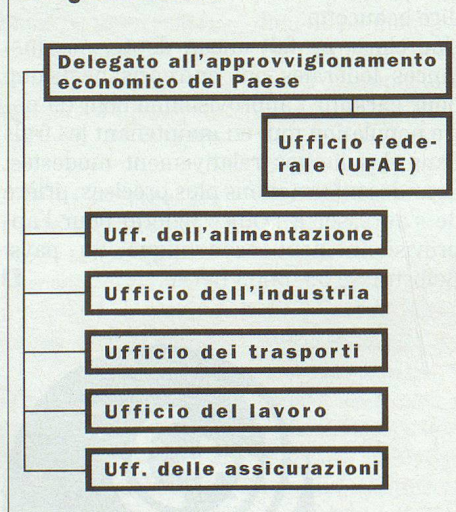 Delegato all'approvvigionamento
economico del Paese
Ufficio fede-
rale (UFAE)
Uff. dell'alimentazione
Ufficio dell'industria
Ufficio dei trasporti
Ufficio del lavoro
Uff. delle assicurazioni